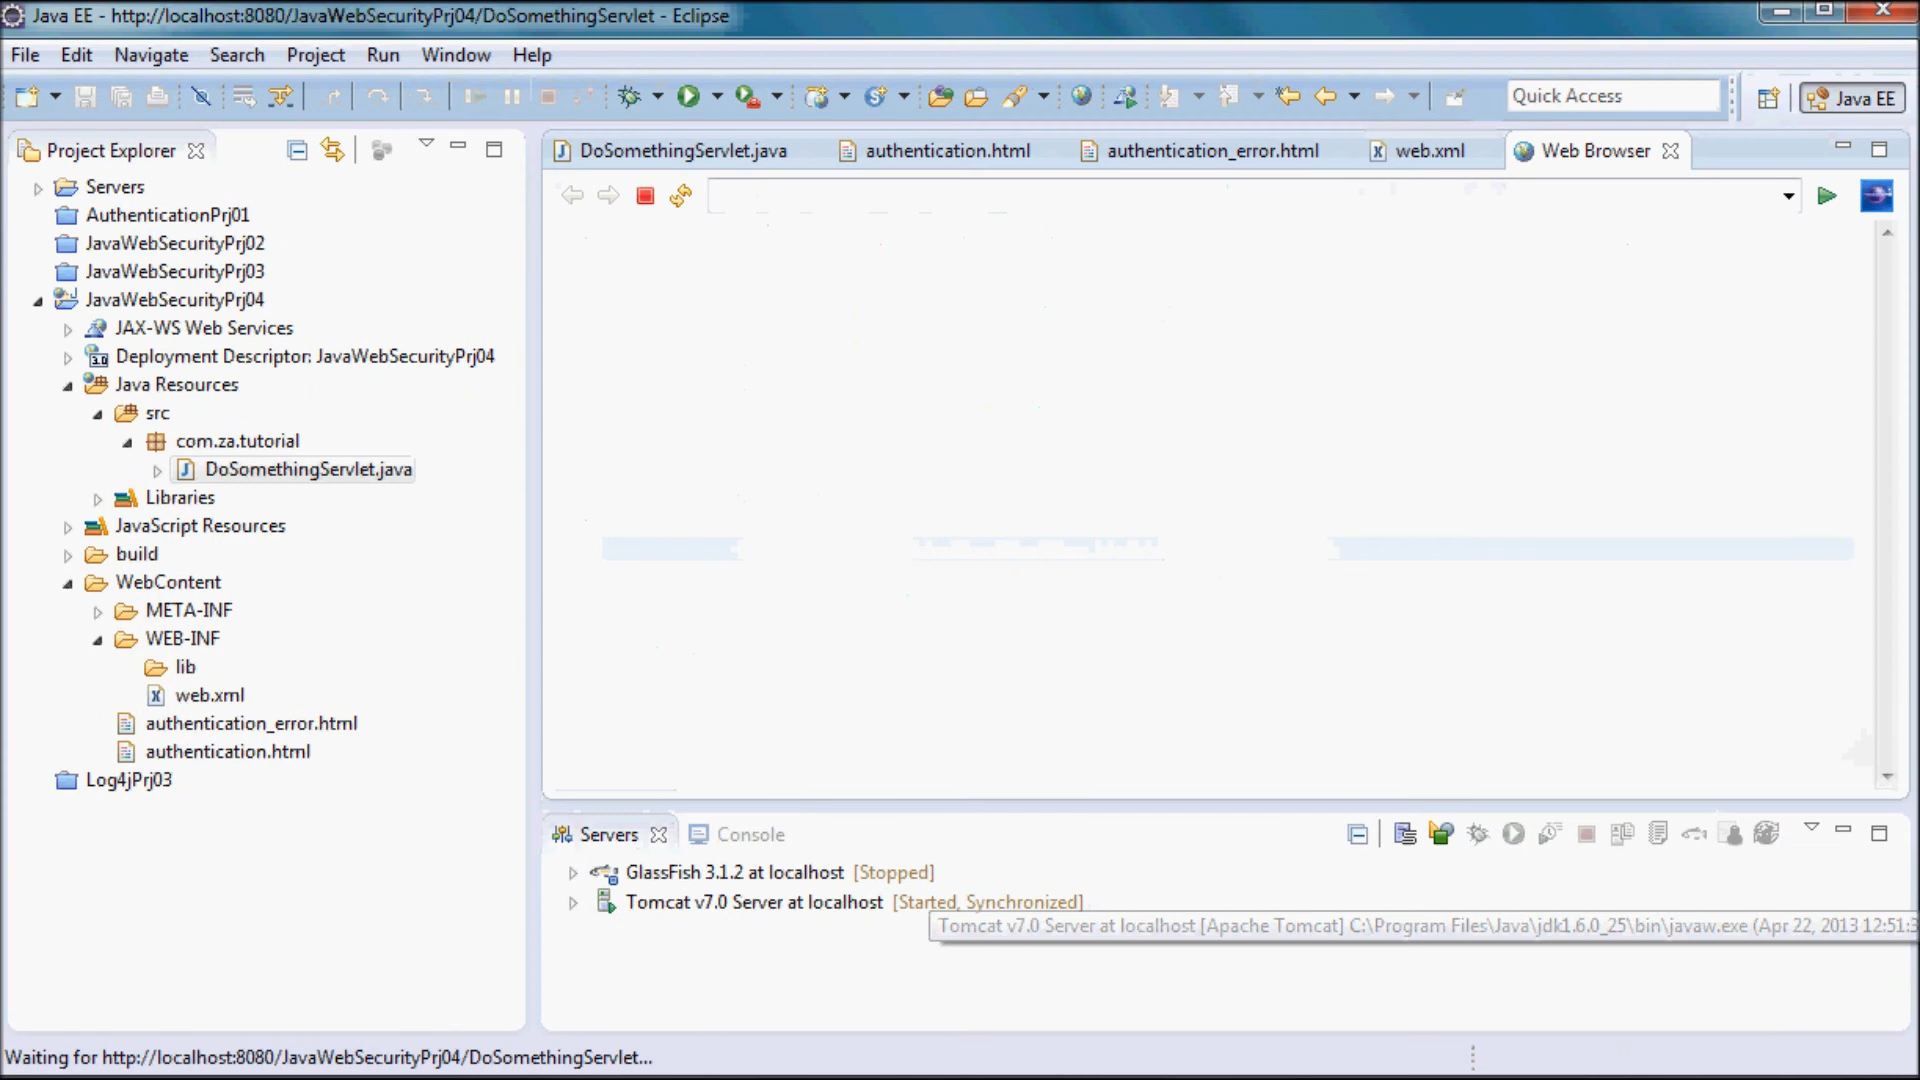 Java EE - http://localhost:8080/JavaWebSecurityPrj04/DoSomethingServlet - Eclipse
File Edit Navigate Search Project Run Window Help
Quick Access
Java EE
Project Explorer
DoSomethingServlet.java
authentication.html
authentication_error.html
web.xml
Web Browser
Servers
AuthenticationPrj01
JavaWebSecurityPrj02
JavaWebSecurityPrj03
JavaWebSecurityPrj04
JAX-WS Web Services
Deployment Descriptor: JavaWebSecurityPrj04
Java Resources
src
com.za.tutorial
DoSomethingServlet.java
Libraries
JavaScript Resources
build
WebContent
META-INF
WEB-INF
lib
web.xml
authentication_error.html
authentication.html
Log4jPrj03
Servers
Console
GlassFish 3.1.2 at localhost [Stopped]
Tomcat v7.0 Server at localhost [Started, Synchronized]
Tomcat v7.0 Server at localhost [Apache Tomcat] C:\Program Files\Java\jdk1.6.0_25\bin\javaw.exe (Apr 22, 2013 12:51:3
Waiting for http://localhost:8080/JavaWebSecurityPrj04/DoSomethingServlet...